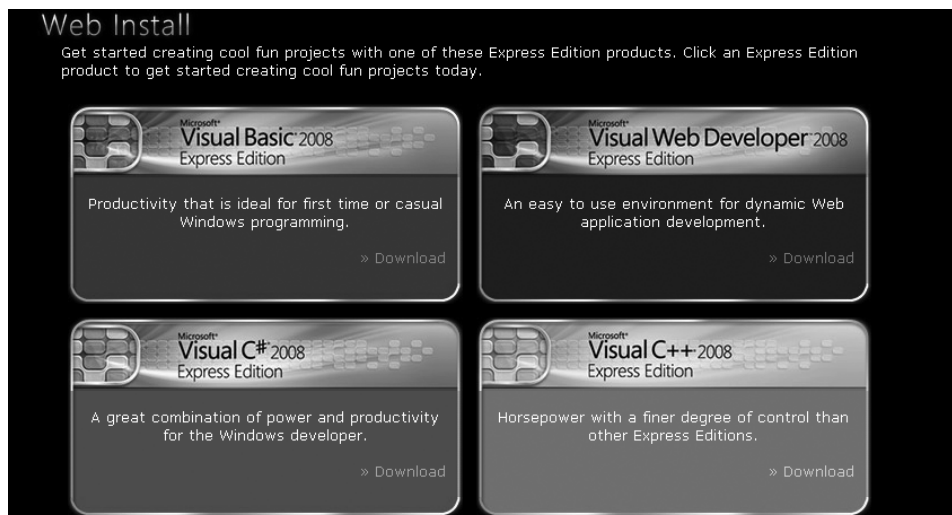 Web Install
Get started creating cool fun projects with one of these Express Edition products. Click an Express Edition
product to get started creating cool fun projects today.
Microsoft®
Visual Basic® 2008
Express Edition
Productivity that is ideal for first time or casual
Windows programming.
» Download
Microsoft®
Visual Web Developer™ 2008
Express Edition
An easy to use environment for dynamic Web
application development.
» Download
Microsoft®
Visual C#® 2008
Express Edition
A great combination of power and productivity
for the Windows developer.
» Download
Microsoft®
Visual C++® 2008
Express Edition
Horsepower with a finer degree of control than
other Express Editions.
» Download